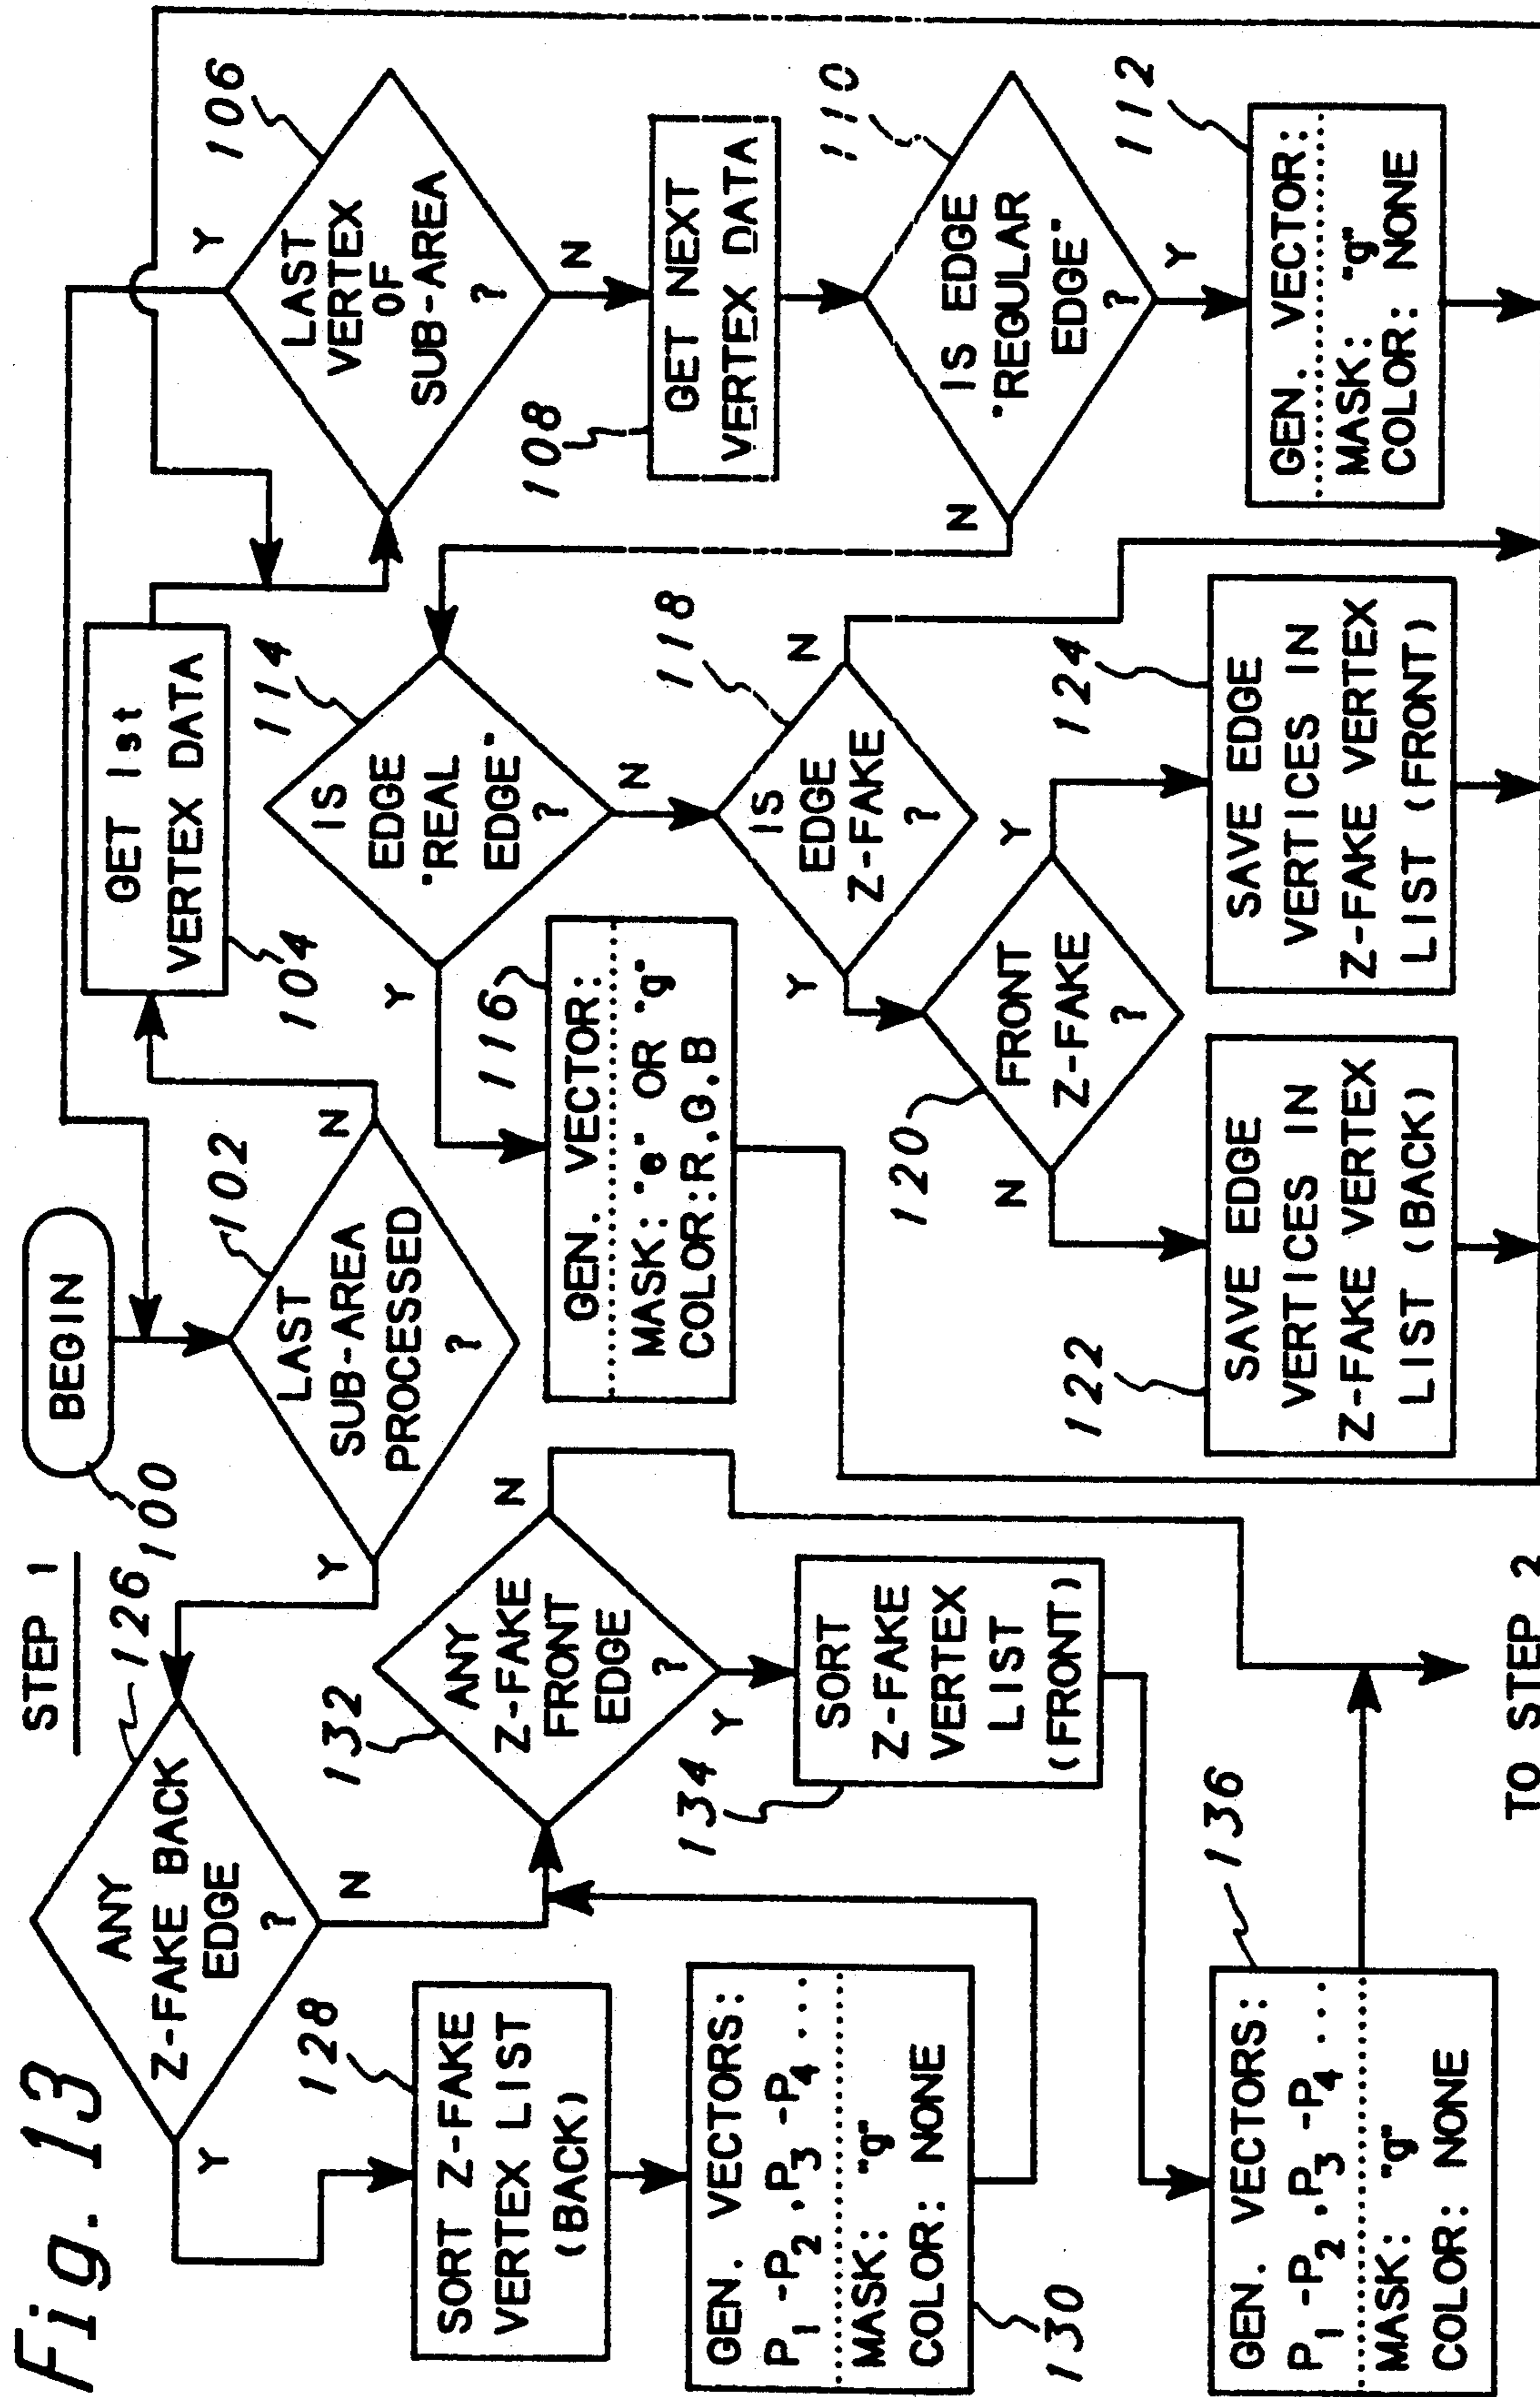 Fig. 13
STEP 1
BEGIN
100
LAST
SUB-AREA
PROCESSED
?
102
Y
N
GET 1st
VERTEX DATA
104
LAST
VERTEX
OF
SUB-AREA
?
106
Y
N
GET NEXT
VERTEX DATA
108
IS EDGE
"REGULAR
EDGE"
?
110
N
Y
GEN. VECTOR:
MASK: "g"
COLOR: NONE
112
IS
EDGE
"REAL
EDGE"
?
114
Y
N
GEN. VECTOR:
MASK: "e" OR "g"
COLOR:R,G,B
116
IS
EDGE
Z-FAKE
?
118
Y
N
FRONT
Z-FAKE
?
120
N
Y
SAVE EDGE
VERTICES IN
Z-FAKE VERTEX
LIST (BACK)
122
SAVE EDGE
VERTICES IN
Z-FAKE VERTEX
LIST (FRONT)
124
ANY
Z-FAKE BACK
EDGE
?
126
Y
N
SORT Z-FAKE
VERTEX LIST
(BACK)
128
GEN. VECTORS:
P1-P2,P3-P4...
MASK: "g"
COLOR: NONE
130
ANY
Z-FAKE
FRONT
EDGE
?
132
N
Y
SORT
Z-FAKE
VERTEX
LIST
(FRONT)
134
GEN. VECTORS:
P1-P2,P3-P4...
MASK: "g"
COLOR: NONE
136
TO STEP 2